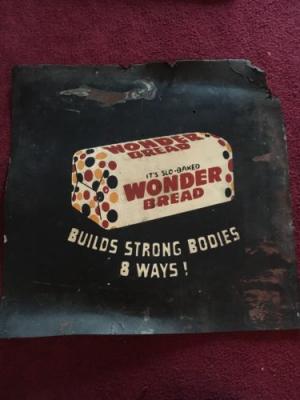 WONDER
BREAD
IT'S SLO-BAKED
WONDER
BREAD
BUILDS STRONG BODIES
8 WAYS!